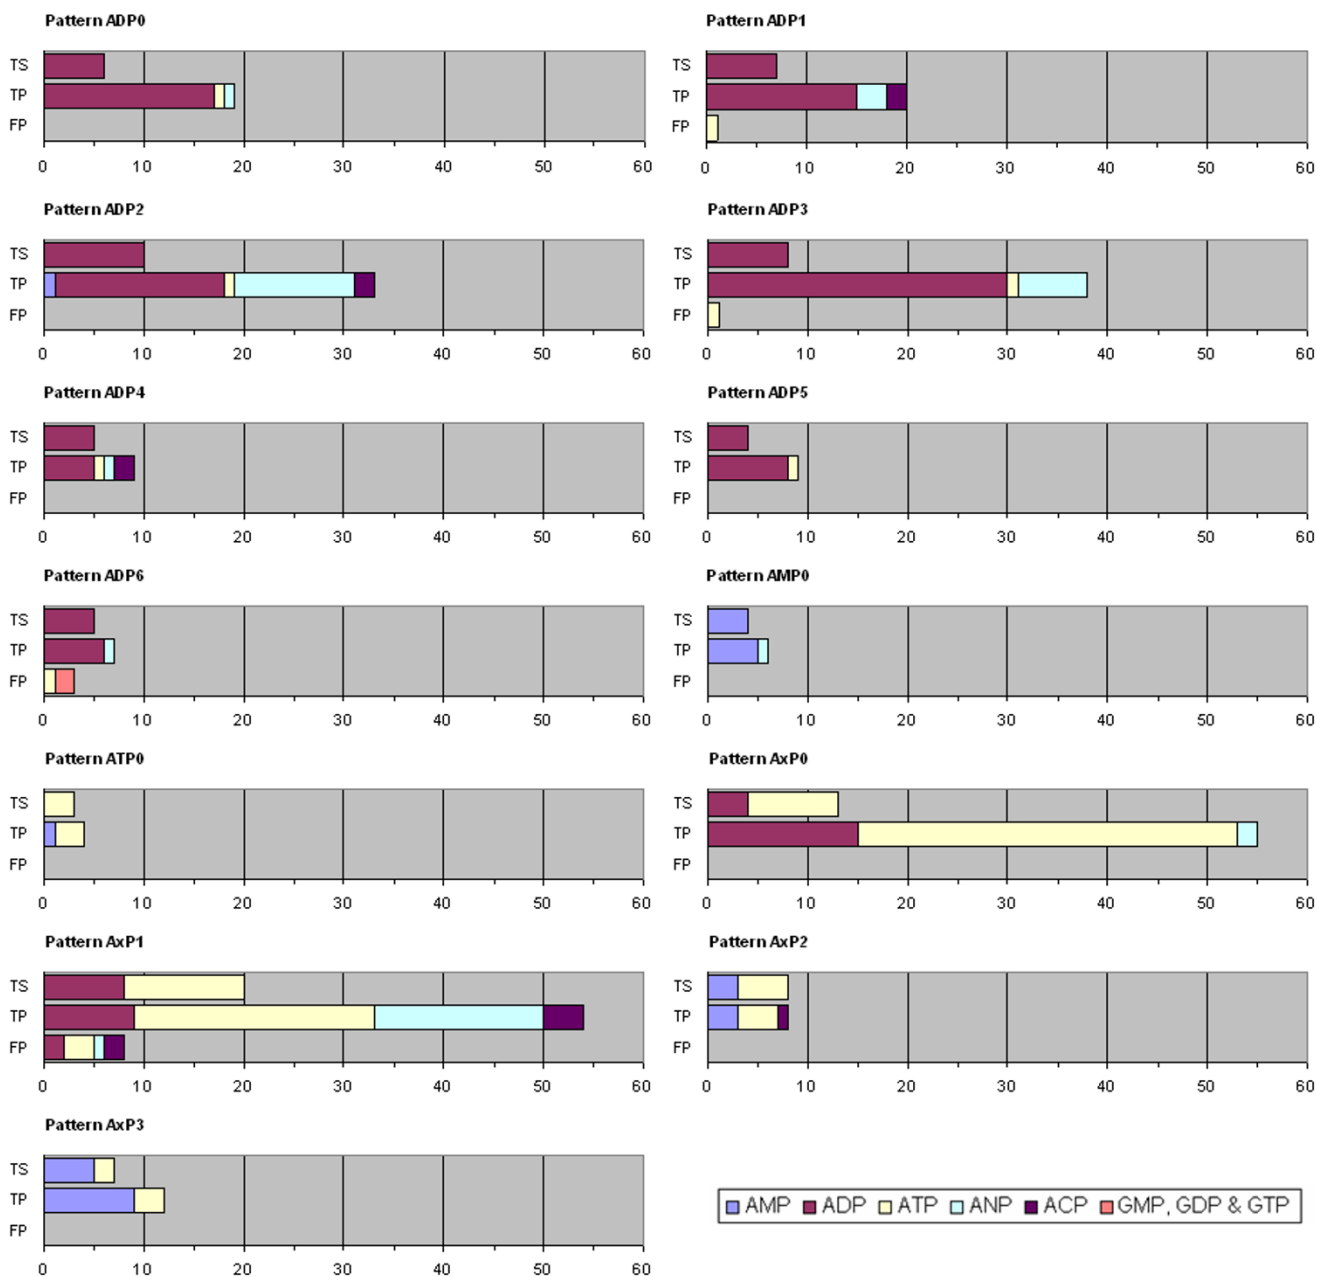 Pattern ADP0
TS
TP
FP
0 10 20 30 40 50 60
Pattern ADP1
TS
TP
FP
0 10 20 30 40 50 60
Pattern ADP2
TS
TP
FP
0 10 20 30 40 50 60
Pattern ADP3
TS
TP
FP
0 10 20 30 40 50 60
Pattern ADP4
TS
TP
FP
0 10 20 30 40 50 60
Pattern ADP5
TS
TP
FP
0 10 20 30 40 50 60
Pattern ADP6
TS
TP
FP
0 10 20 30 40 50 60
Pattern AMP0
TS
TP
FP
0 10 20 30 40 50 60
Pattern ATP0
TS
TP
FP
0 10 20 30 40 50 60
Pattern AxP0
TS
TP
FP
0 10 20 30 40 50 60
Pattern AxP1
TS
TP
FP
0 10 20 30 40 50 60
Pattern AxP2
TS
TP
FP
0 10 20 30 40 50 60
Pattern AxP3
TS
TP
FP
0 10 20 30 40 50 60
AMP ADP ATP ANP ACP GMP, GDP & GTP